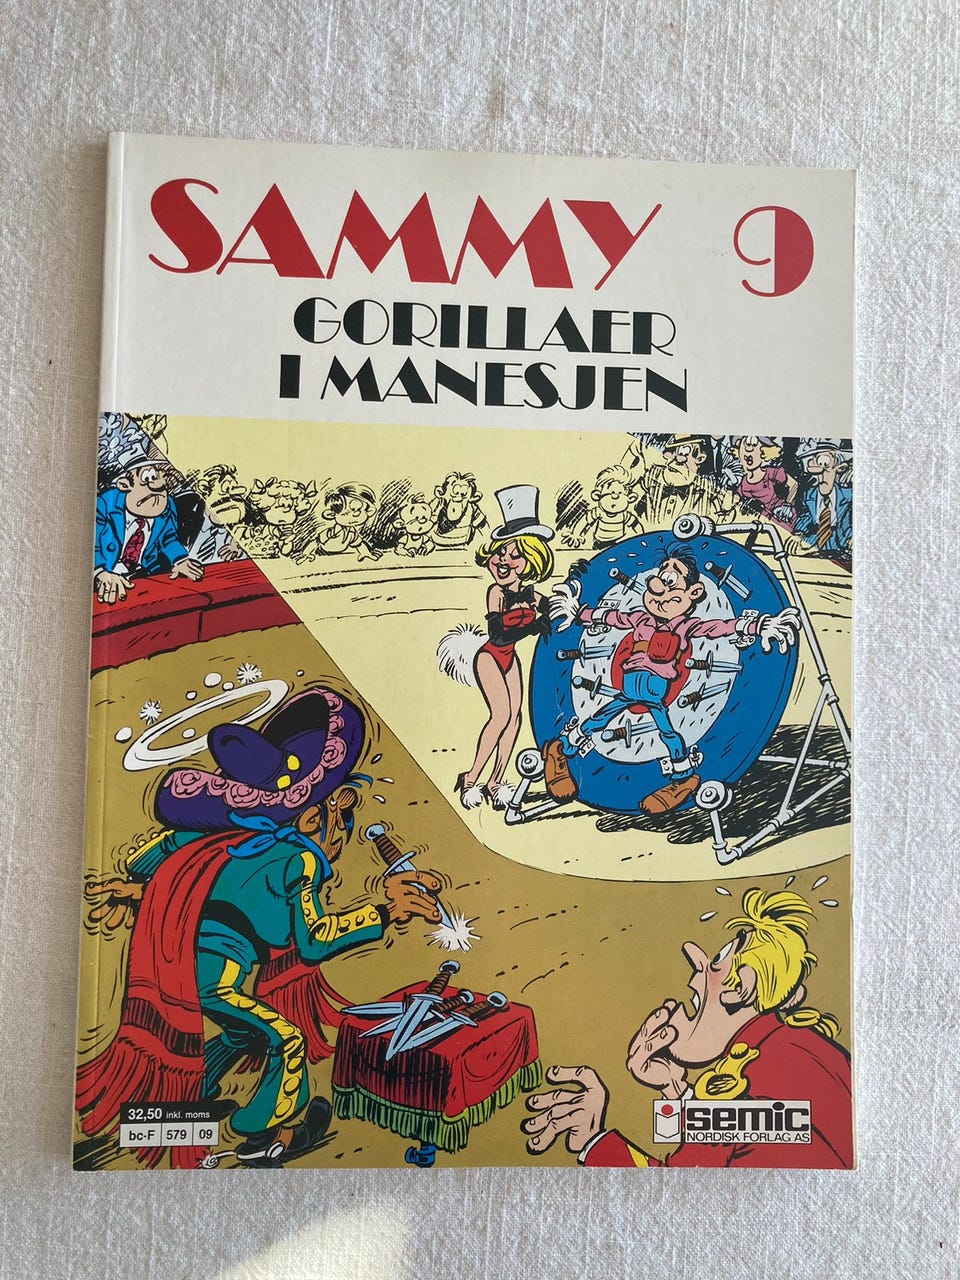 SAMMY 9
GORILLAER
I MANESJEN
32,50 inkl. moms
bc-F 579 09
semic
NORDISK FORLAG AS